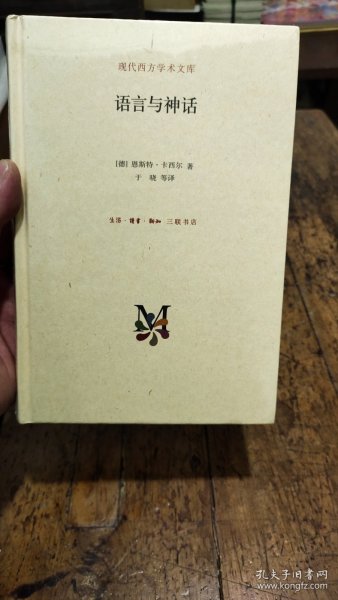 现代西方学术文库
语言与神话
[德] 恩斯特·卡西尔 著
于 晓 等译
生活·讀書·新知 三联书店
M
孔夫子旧书网
www.kongfz.com